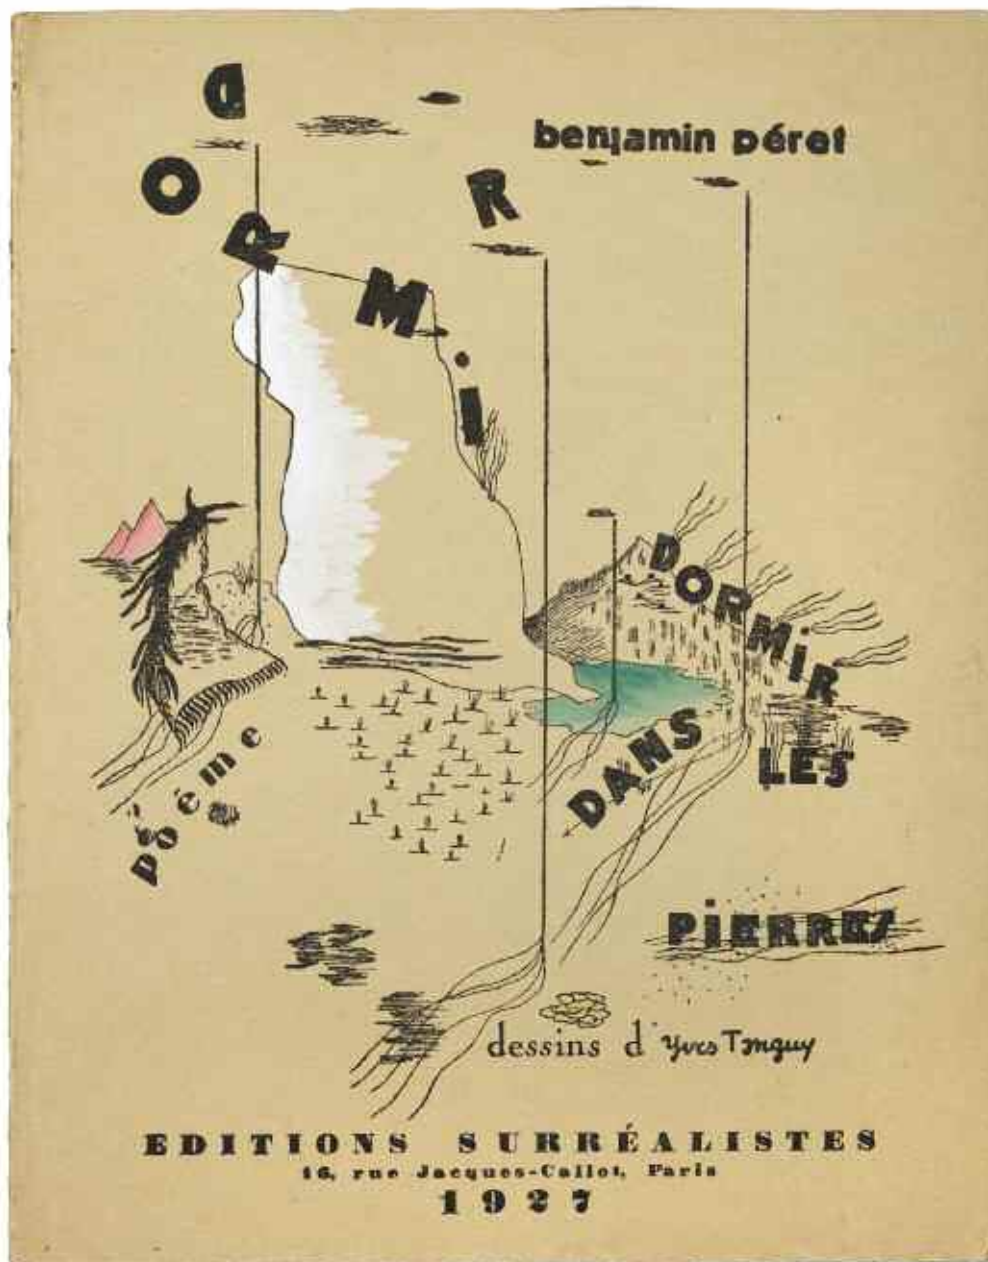 benjamin péret
DORMiR
DORMiR
DANS LES
PiERRES
poème
dessins d'Yves Tanguy
EDITIONS SURRÉALISTES
16, rue Jacques-Callot, Paris
1927